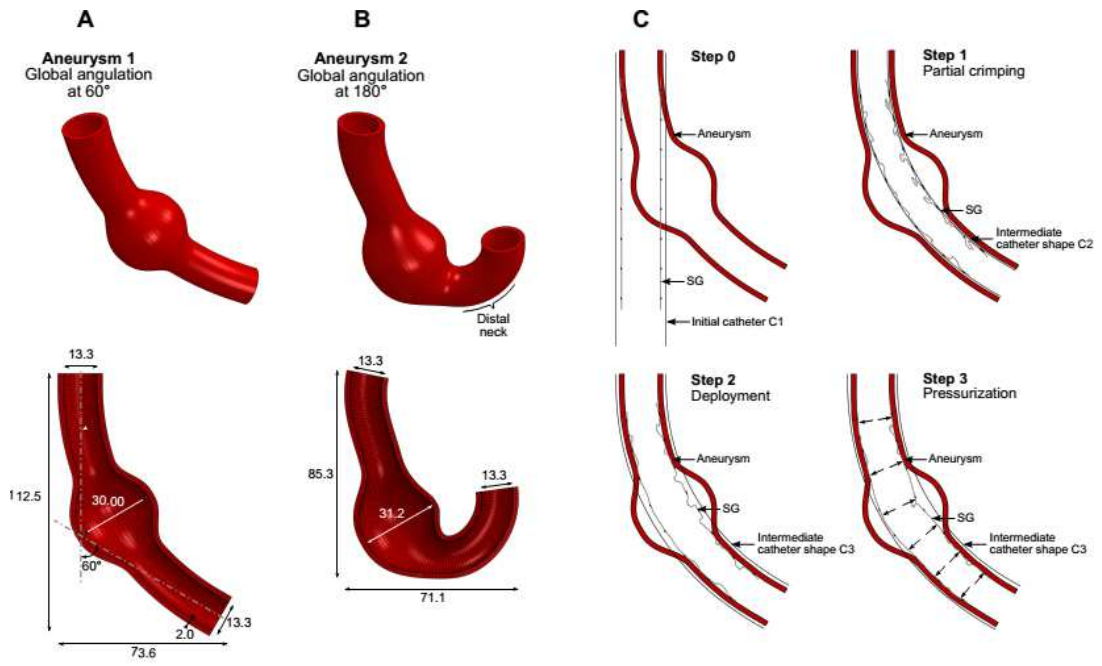 A
Aneurysm 1
Global angulation
at 60°
B
Aneurysm 2
Global angulation
at 180°
Distal
neck
13.3
112.5
30.00
60°
2.0
13.3
73.6
13.3
85.3
31.2
13.3
71.1
C
Step 0
Aneurysm
SG
Initial catheter C1
Step 1
Partial crimping
Aneurysm
SG
Intermediate
catheter shape C2
Step 2
Deployment
Aneurysm
SG
Intermediate
catheter shape C3
Step 3
Pressurization
Aneurysm
SG
Intermediate
catheter shape C3